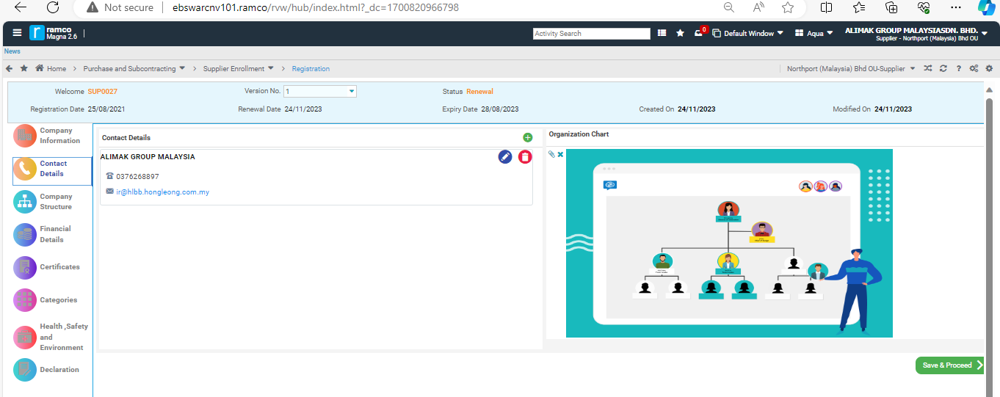 Not secure ebswarcnv101.ramco/rvw/hub/index.html?_dc=1700820966798
ramco
Magna 2.6
Activity Search
0
Default Window
Aqua
ALIMAK GROUP MALAYSIASDN. BHD.
Supplier - Northport (Malaysia) Bhd OU
News
Home > Purchase and Subcontracting > Supplier Enrollment > Registration
Northport (Malaysia) Bhd OU-Supplier
Welcome SUP0027
Version No. 1
Status Renewal
Registration Date 25/08/2021
Renewal Date 24/11/2023
Expiry Date 28/08/2023
Created On 24/11/2023
Modified On 24/11/2023
Company
Information
Contact
Details
Company
Structure
Financial
Details
Certificates
Categories
Health ,Safety
and
Environment
Declaration
Contact Details
ALIMAK GROUP MALAYSIA
0376268897
ir@hlbb.hongleong.com.my
Organization Chart
Save & Proceed